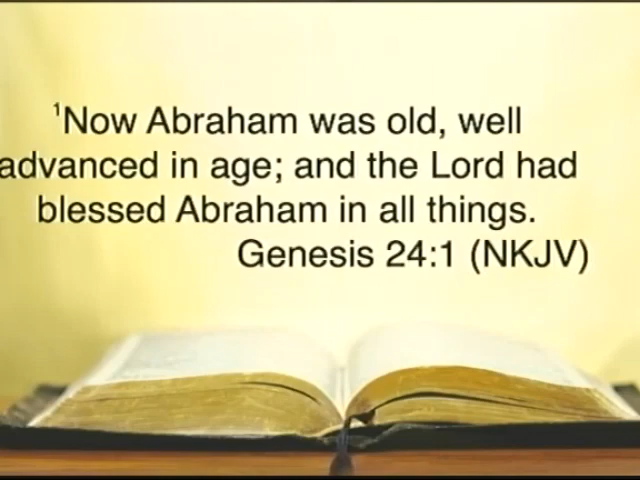 ¹Now Abraham was old, well
advanced in age; and the Lord had
blessed Abraham in all things.
Genesis 24:1 (NKJV)